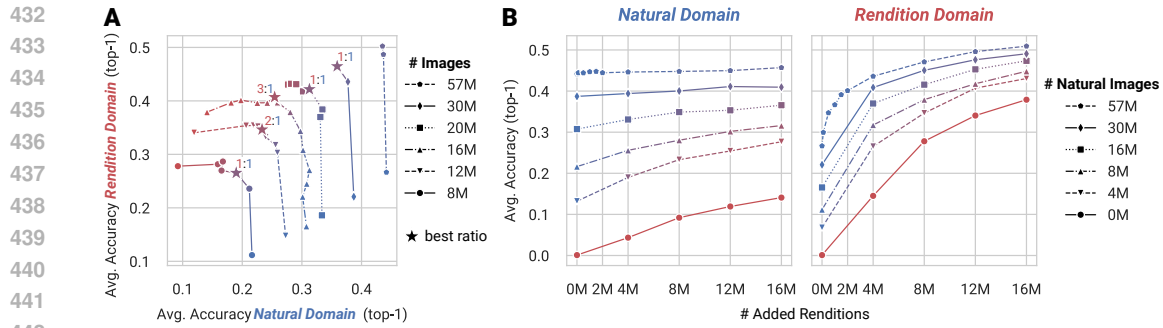 432
433
434
435
436
437
438
439
440
441
A
Avg. Accuracy Rendition Domain (top-1)
0.5
0.4
0.3
0.2
0.1
1:1
1:1
3:1
2:1
1:1
0.1 0.2 0.3 0.4
Avg. Accuracy Natural Domain (top-1)
# Images
57M
30M
20M
16M
12M
8M
best ratio
B
Natural Domain
Rendition Domain
Avg. Accuracy (top-1)
0.5
0.4
0.3
0.2
0.1
0.0
0M 2M 4M 8M 12M 16M
0M 2M 4M 8M 12M 16M
# Added Renditions
# Natural Images
57M
30M
16M
8M
4M
0M